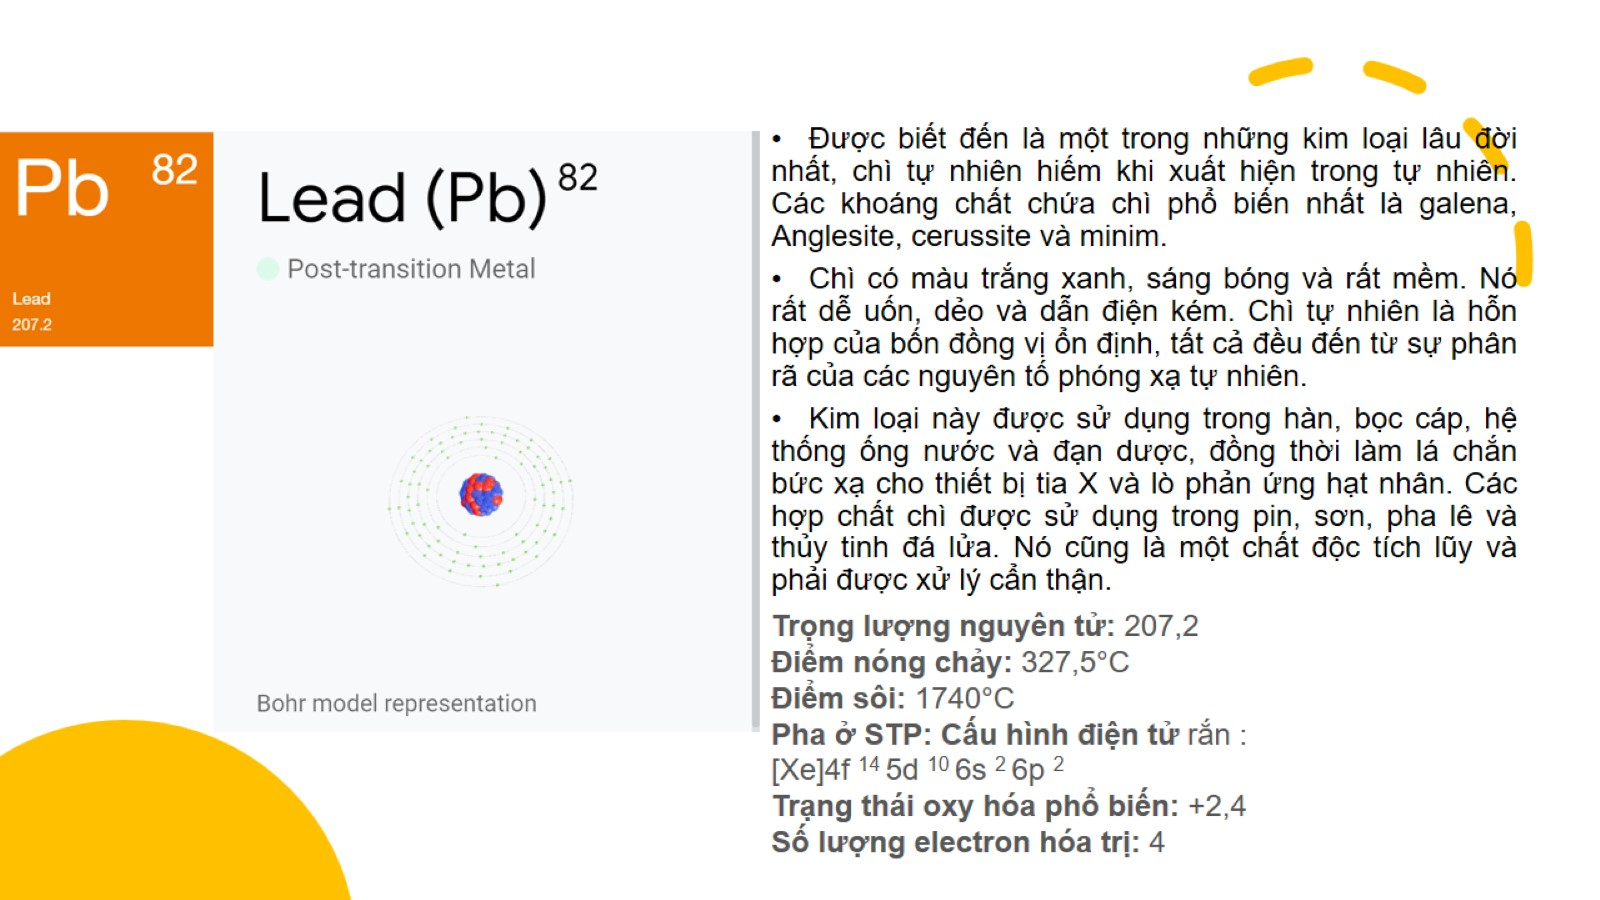 Pb 82
Lead
207.2
Lead (Pb) 82
Post-transition Metal
Bohr model representation
• Được biết đến là một trong những kim loại lâu đời
nhất, chì tự nhiên hiếm khi xuất hiện trong tự nhiên.
Các khoáng chất chứa chì phổ biến nhất là galena,
Anglesite, cerussite và minim.
• Chì có màu trắng xanh, sáng bóng và rất mềm. Nó
rất dễ uốn, dẻo và dẫn điện kém. Chì tự nhiên là hỗn
hợp của bốn đồng vị ổn định, tất cả đều đến từ sự phân
rã của các nguyên tố phóng xạ tự nhiên.
• Kim loại này được sử dụng trong hàn, bọc cáp, hệ
thống ống nước và đạn dược, đồng thời làm lá chắn
bức xạ cho thiết bị tia X và lò phản ứng hạt nhân. Các
hợp chất chì được sử dụng trong pin, sơn, pha lê và
thủy tinh đá lửa. Nó cũng là một chất độc tích lũy và
phải được xử lý cẩn thận.
Trọng lượng nguyên tử: 207,2
Điểm nóng chảy: 327,5°C
Điểm sôi: 1740°C
Pha ở STP: Cấu hình điện tử rắn :
[Xe]4f 14 5d 10 6s 2 6p 2
Trạng thái oxy hóa phổ biến: +2,4
Số lượng electron hóa trị: 4